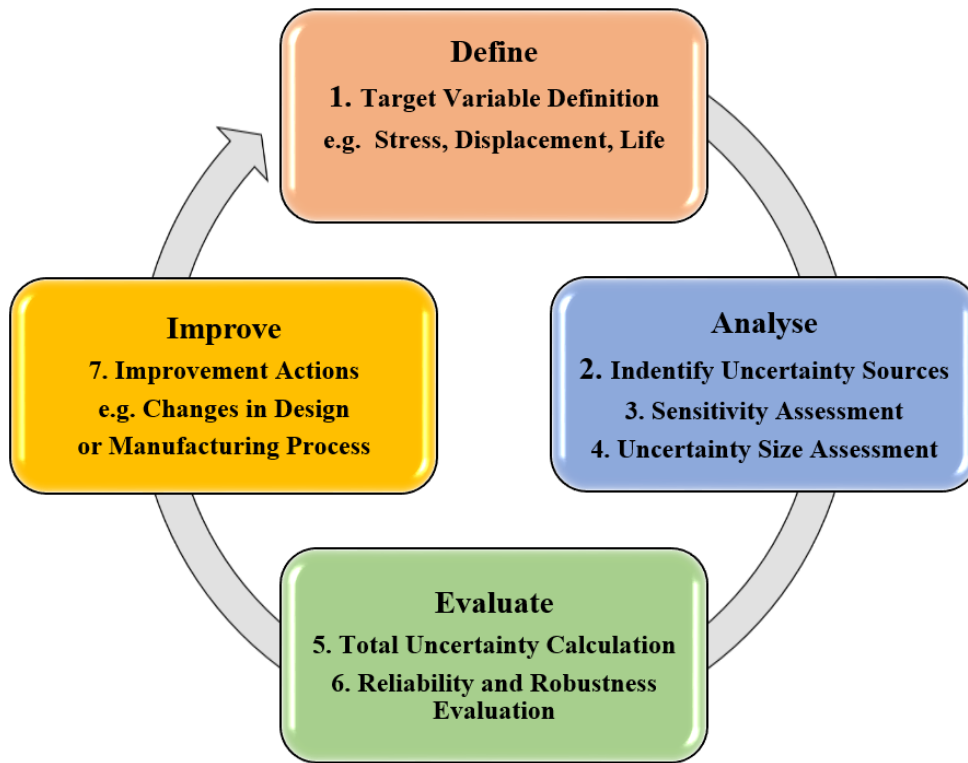 Define
1. Target Variable Definition
e.g. Stress, Displacement, Life
Analyse
2. Indentify Uncertainty Sources
3. Sensitivity Assessment
4. Uncertainty Size Assessment
Evaluate
5. Total Uncertainty Calculation
6. Reliability and Robustness
Evaluation
Improve
7. Improvement Actions
e.g. Changes in Design
or Manufacturing Process